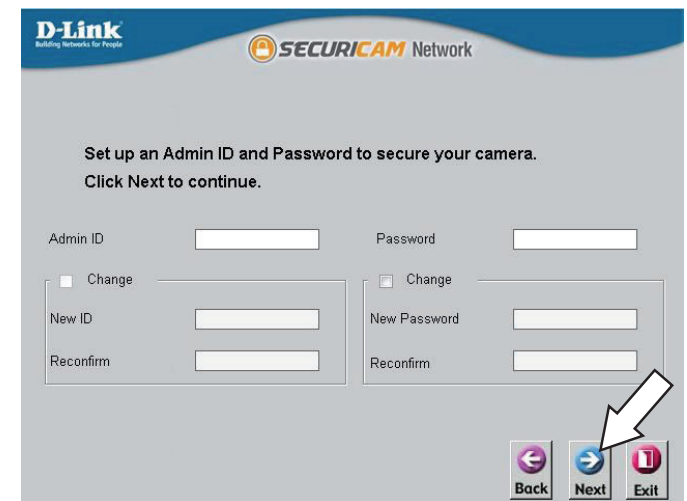 D-Link
Building Networks for People
SECURICAM Network
Set up an Admin ID and Password to secure your camera.
Click Next to continue.
Admin ID
Password
Change
Change
New ID
New Password
Reconfirm
Reconfirm
Back
Next
Exit